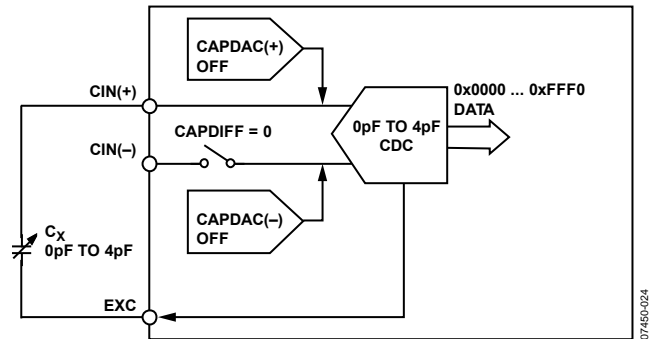 CAPDAC(+)
OFF
CIN(+)
0x0000 ... 0xFFF0
DATA
CAPDIFF = 0
0pF TO 4pF
CDC
CIN(–)
CAPDAC(–)
OFF
CX
0pF TO 4pF
EXC
07450-024